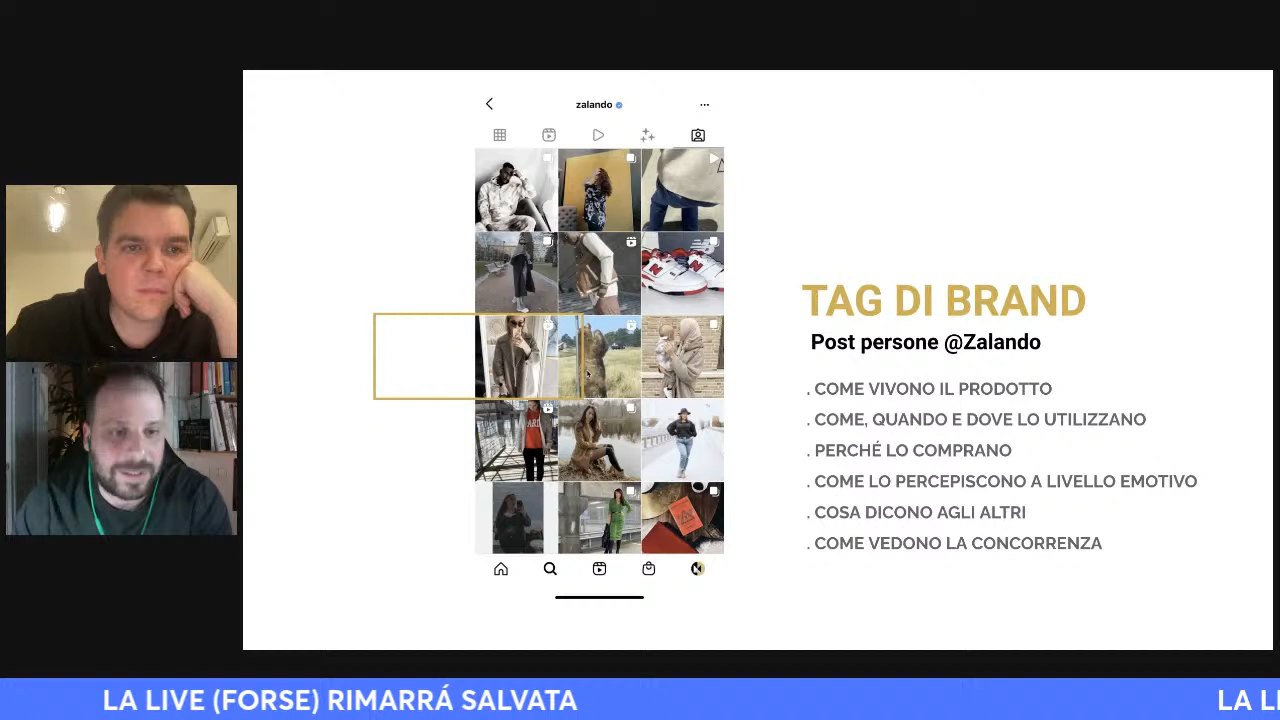 zalando
TAG DI BRAND
Post persone @Zalando
. COME VIVONO IL PRODOTTO
. COME, QUANDO E DOVE LO UTILIZZANO
. PERCHÉ LO COMPRANO
. COME LO PERCEPISCONO A LIVELLO EMOTIVO
. COSA DICONO AGLI ALTRI
. COME VEDONO LA CONCORRENZA
LA LIVE (FORSE) RIMARRÁ SALVATA